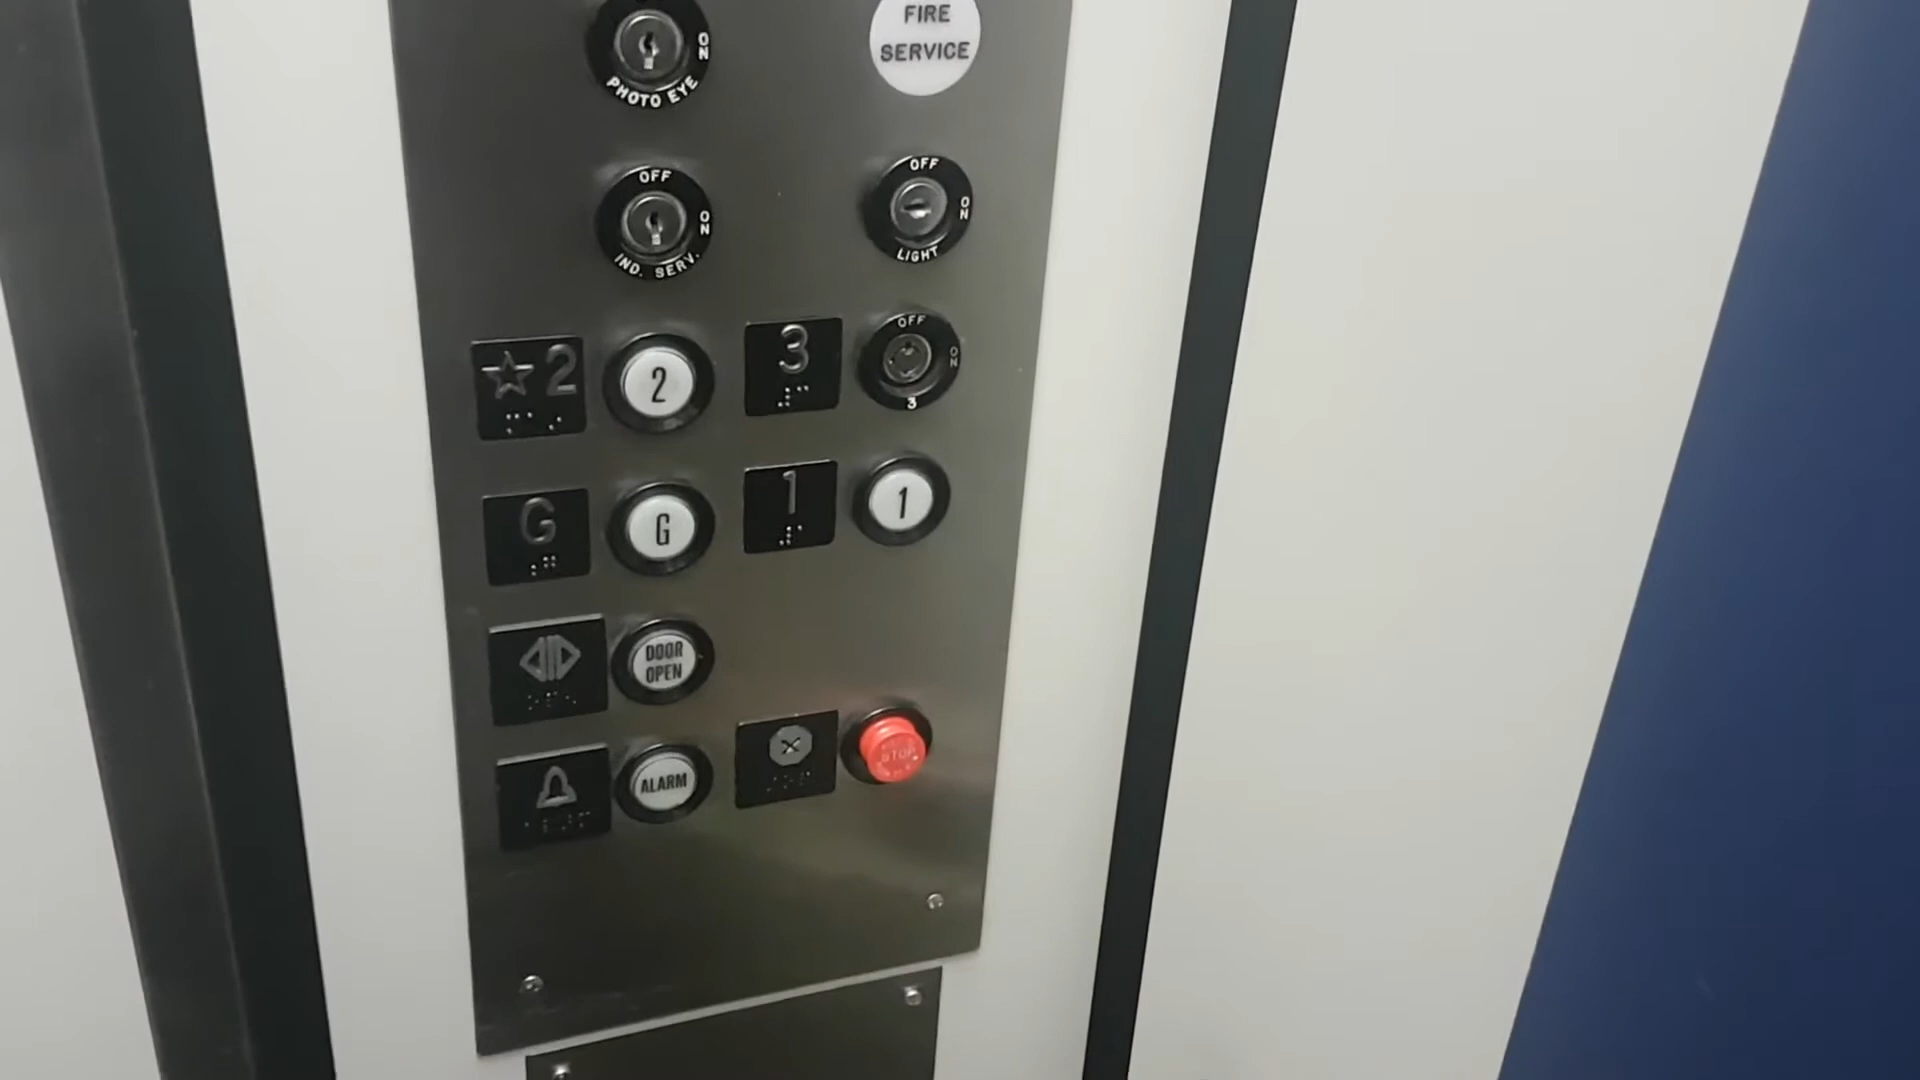 ON
PHOTO EYE
FIRE
SERVICE
OFF
ON
IND. SERV.
OFF
ON
LIGHT
☆2
2
3
OFF
ON
3
G
G
1
1
DOOR
OPEN
ALARM
STOP